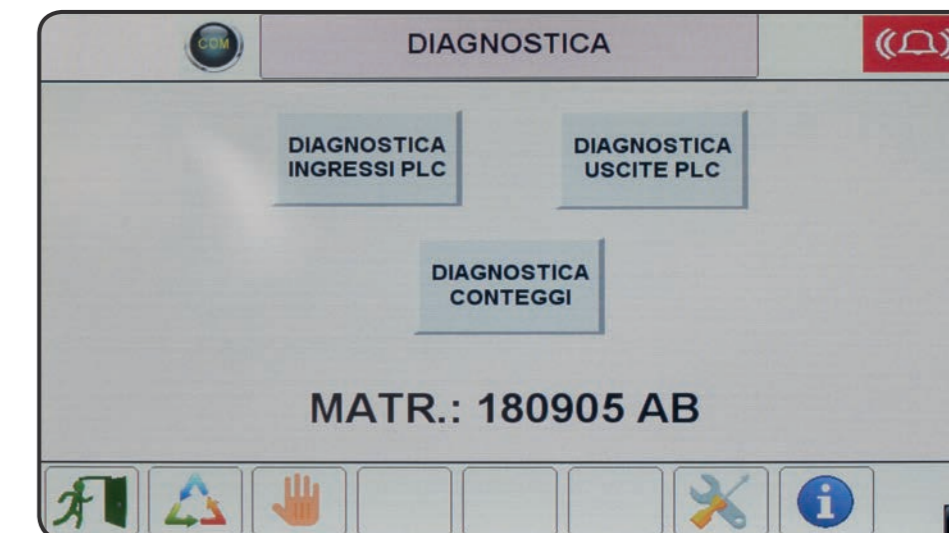 COM
DIAGNOSTICA
DIAGNOSTICA
INGRESSI PLC
DIAGNOSTICA
USCITE PLC
DIAGNOSTICA
CONTEGGI
MATR.: 180905 AB
i